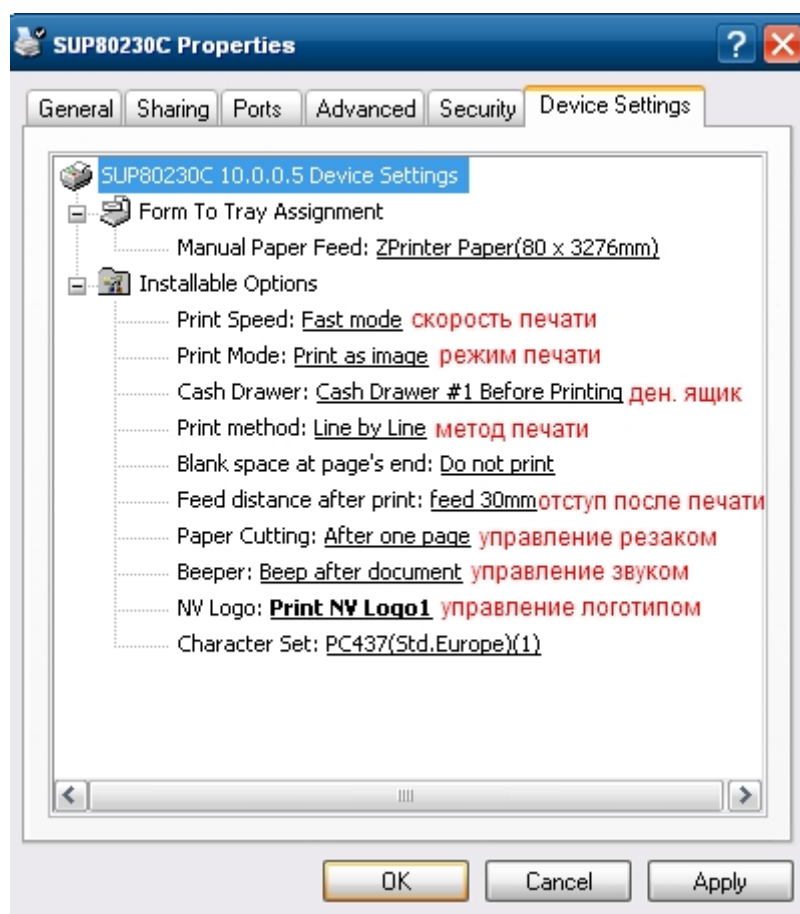 SUP80230C Properties
General Sharing Ports Advanced Security Device Settings
SUP80230C 10.0.0.5 Device Settings
Form To Tray Assignment
Manual Paper Feed: ZPrinter Paper(80 x 3276mm)
Installable Options
Print Speed: Fast mode скорость печати
Print Mode: Print as image режим печати
Cash Drawer: Cash Drawer #1 Before Printing ден. ящик
Print method: Line by Line метод печати
Blank space at page's end: Do not print
Feed distance after print: feed 30mm отступ после печати
Paper Cutting: After one page управление резаком
Beeper: Beep after document управление звуком
NV Logo: Print NV Logo1 управление логотипом
Character Set: PC437(Std.Europe)(1)
OK Cancel Apply